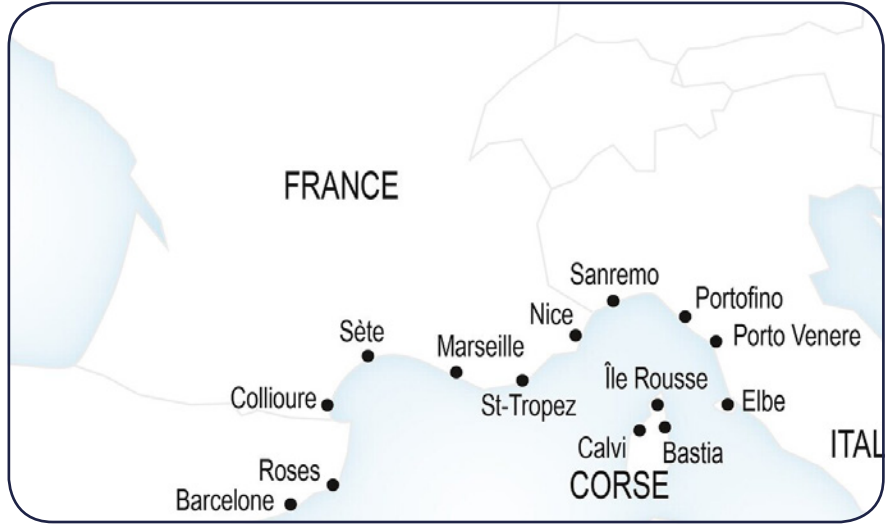 FRANCE
Sanremo
Portofino
Nice
Sète
Porto Venere
Marseille
Île Rousse
Collioure
St-Tropez
Elbe
Calvi
Bastia
ITAL
Roses
CORSE
Barcelone